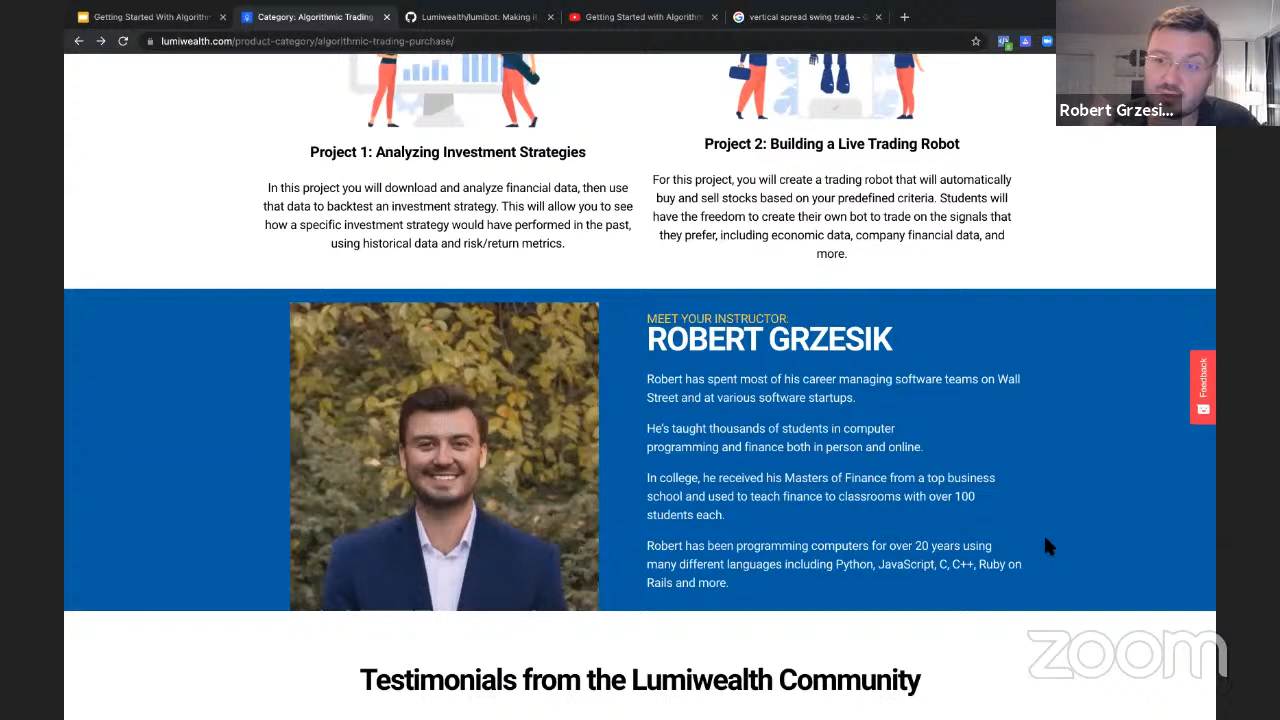 Getting Started With Algorithm
Category: Algorithmic Trading
Lumiwealth/lumibot: Making it
Getting Started with Algorithm
vertical spread swing trade - G
lumiwealth.com/product-category/algorithmic-trading-purchase/
Robert Grzesi...
Project 1: Analyzing Investment Strategies
In this project you will download and analyze financial data, then use
that data to backtest an investment strategy. This will allow you to see
how a specific investment strategy would have performed in the past,
using historical data and risk/return metrics.
Project 2: Building a Live Trading Robot
For this project, you will create a trading robot that will automatically
buy and sell stocks based on your predefined criteria. Students will
have the freedom to create their own bot to trade on the signals that
they prefer, including economic data, company financial data, and
more.
MEET YOUR INSTRUCTOR:
ROBERT GRZESIK
Robert has spent most of his career managing software teams on Wall
Street and at various software startups.
He's taught thousands of students in computer
programming and finance both in person and online.
In college, he received his Masters of Finance from a top business
school and used to teach finance to classrooms with over 100
students each.
Robert has been programming computers for over 20 years using
many different languages including Python, JavaScript, C, C++, Ruby on
Rails and more.
Feedback
Testimonials from the Lumiwealth Community
zoom